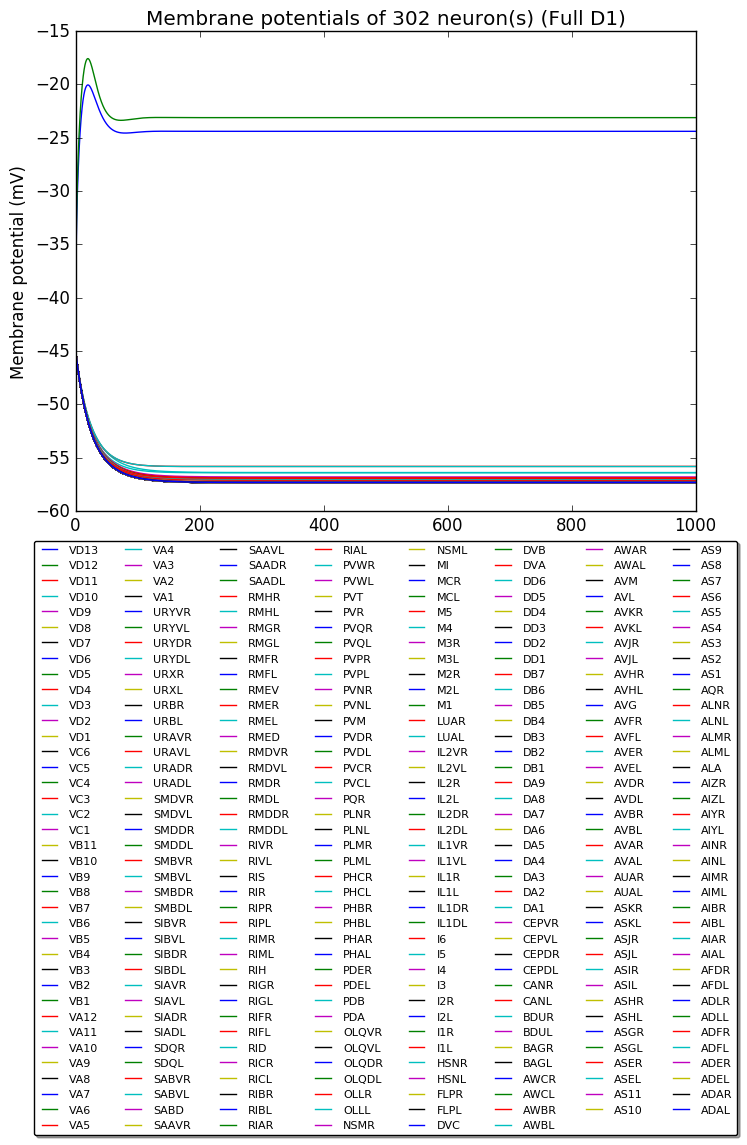 Membrane potentials of 302 neuron(s) (Full D1)
Membrane potential (mV)
−15
−20
−25
−30
−35
−40
−45
−50
−55
−60
0
200
400
600
800
1000
VD13
VD12
VD11
VD10
VD9
VD8
VD7
VD6
VD5
VD4
VD3
VD2
VD1
VC6
VC5
VC4
VC3
VC2
VC1
VB11
VB10
VB9
VB8
VB7
VB6
VB5
VB4
VB3
VB2
VB1
VA12
VA11
VA10
VA9
VA8
VA7
VA6
VA5
VA4
VA3
VA2
VA1
URYVR
URYVL
URYDR
URYDL
URXR
URXL
URBR
URBL
URAVR
URAVL
URADR
URADL
SMDVR
SMDVL
SMDDR
SMDDL
SMBVR
SMBVL
SMBDR
SMBDL
SIBVR
SIBVL
SIBDR
SIBDL
SIAVR
SIAVL
SIADR
SIADL
SDQR
SDQL
SABVR
SABVL
SABD
SAAVR
SAAVL
SAADR
SAADL
RMHR
RMHL
RMGR
RMGL
RMFR
RMFL
RMEV
RMER
RMEL
RMED
RMDVR
RMDVL
RMDR
RMDL
RMDDR
RMDDL
RIVR
RIVL
RIS
RIR
RIPR
RIPL
RIMR
RIML
RIH
RIGR
RIGL
RIFR
RIFL
RID
RICR
RICL
RIBR
RIBL
RIAR
RIAL
PVWR
PVWL
PVT
PVR
PVQR
PVQL
PVPR
PVPL
PVNR
PVNL
PVM
PVDR
PVDL
PVCR
PVCL
PQR
PLNR
PLNL
PLMR
PLML
PHCR
PHCL
PHBR
PHBL
PHAR
PHAL
PDER
PDEL
PDB
PDA
OLQVR
OLQVL
OLQDR
OLQDL
OLLR
OLLL
NSMR
NSML
MI
MCR
MCL
M5
M4
M3R
M3L
M2R
M2L
M1
LUAR
LUAL
IL2VR
IL2VL
IL2R
IL2L
IL2DR
IL2DL
IL1VR
IL1VL
IL1R
IL1L
IL1DR
IL1DL
I6
I5
I4
I3
I2R
I2L
I1R
I1L
HSNR
HSNL
FLPR
FLPL
DVC
DVB
DVA
DD6
DD5
DD4
DD3
DD2
DD1
DB7
DB6
DB5
DB4
DB3
DB2
DB1
DA9
DA8
DA7
DA6
DA5
DA4
DA3
DA2
DA1
CEPVR
CEPVL
CEPDR
CEPDL
CANR
CANL
BDUR
BDUL
BAGR
BAGL
AWCR
AWCL
AWBR
AWBL
AWAR
AWAL
AVM
AVL
AVKR
AVKL
AVJR
AVJL
AVHR
AVHL
AVG
AVFR
AVFL
AVER
AVEL
AVDR
AVDL
AVBR
AVBL
AVAR
AVAL
AUAR
AUAL
ASKR
ASKL
ASJR
ASJL
ASIR
ASIL
ASHR
ASHL
ASGR
ASGL
ASER
ASEL
AS11
AS10
AS9
AS8
AS7
AS6
AS5
AS4
AS3
AS2
AS1
AQR
ALNR
ALNL
ALMR
ALML
ALA
AIZR
AIZL
AIYR
AIYL
AINR
AINL
AIMR
AIML
AIBR
AIBL
AIAR
AIAL
AFDR
AFDL
ADLR
ADLL
ADFR
ADFL
ADER
ADEL
ADAR
ADAL